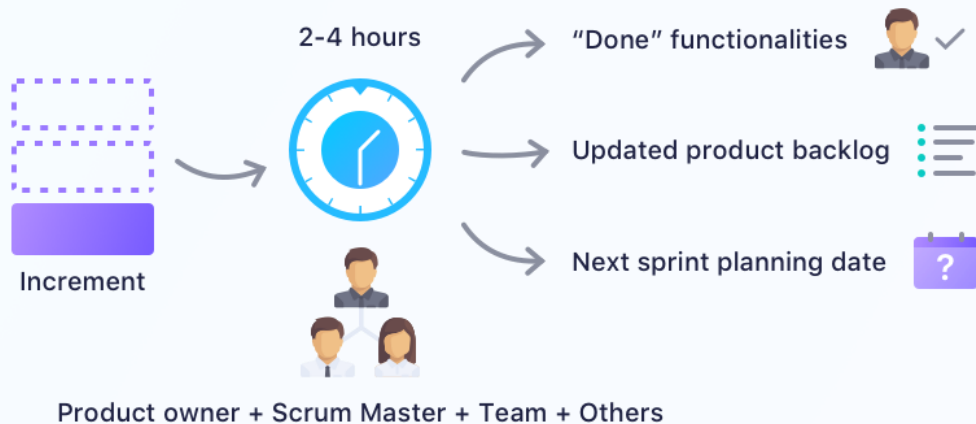 2-4 hours
“Done” functionalities
Updated product backlog
Next sprint planning date
?
Increment
Product owner + Scrum Master + Team + Others